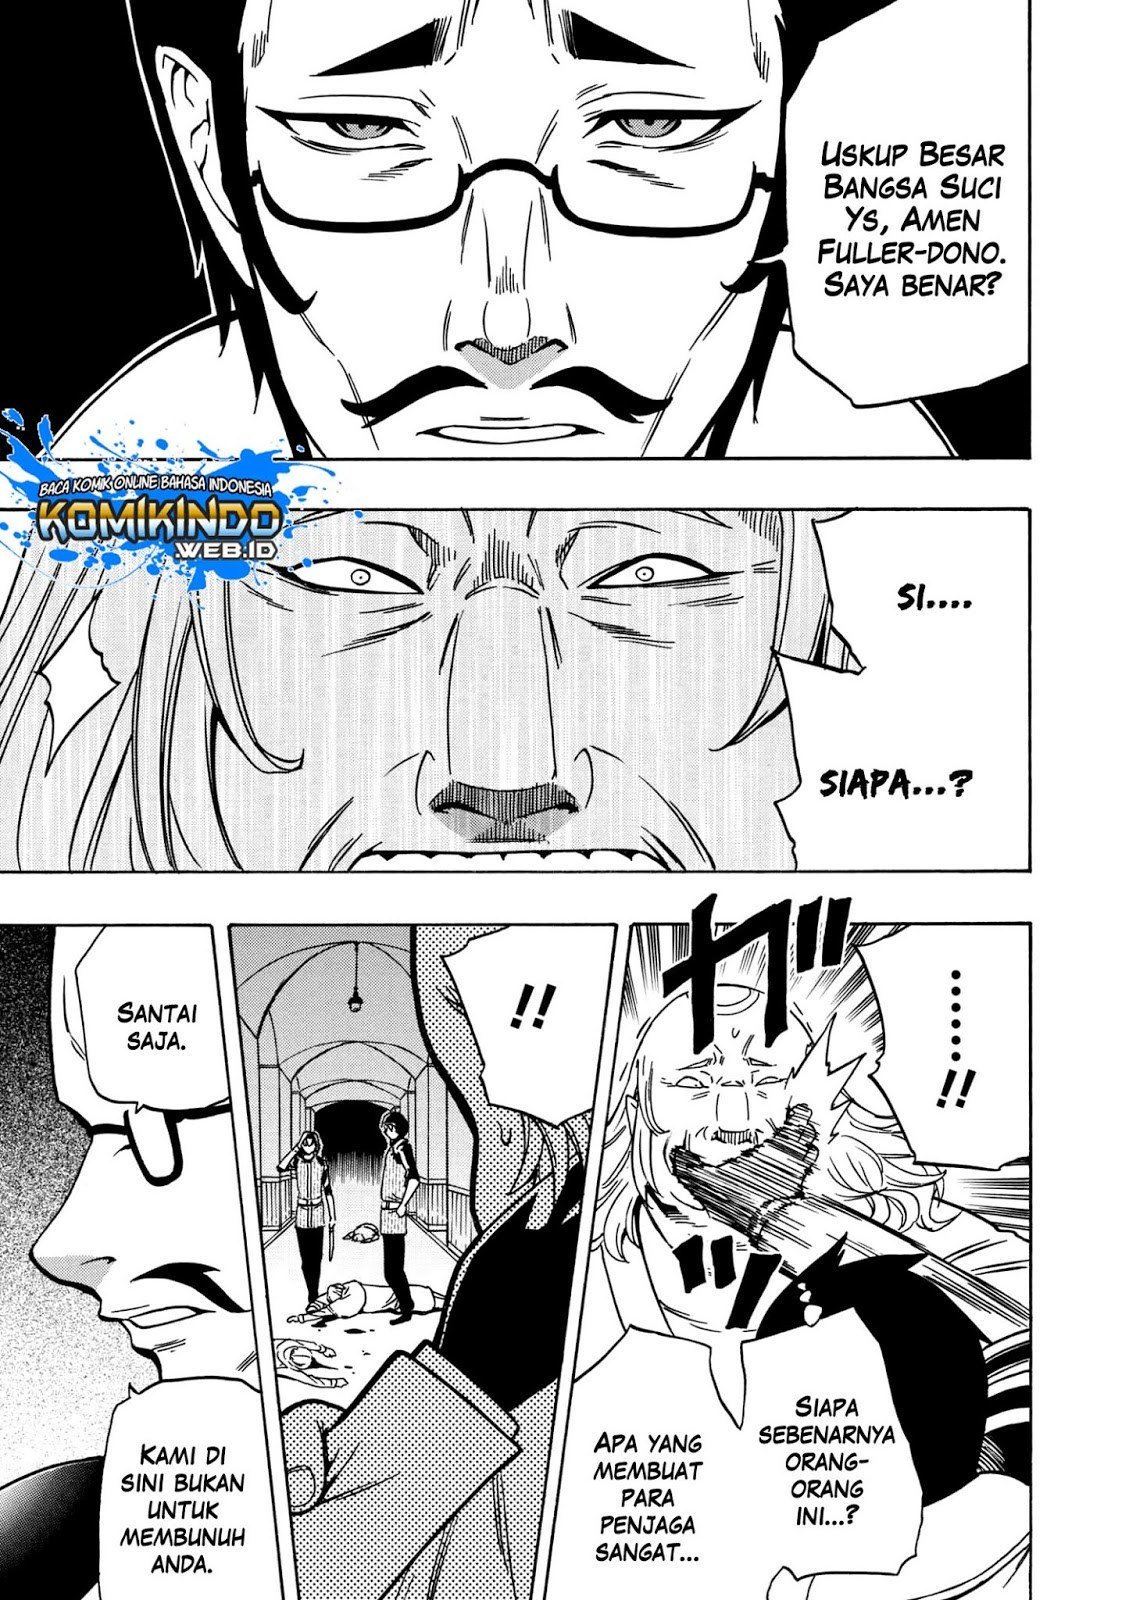 USKUP BESAR
BANGSA SUCI
YS, AMEN
FULLER-DONO.
SAYA BENAR?
BACA KOMIK ONLINE BAHASA INDONESIA
KOMIKINDO
.WEB.ID
SI....
SIAPA...?
......!!
ガッ
SIAPA
SEBENARNYA
ORANG-
ORANG
INI...?
APA YANG
MEMBUAT
PARA
PENJAGA
SANGAT...
!!
SANTAI
SAJA.
KAMI DI
SINI BUKAN
UNTUK
MEMBUNUH
ANDA.